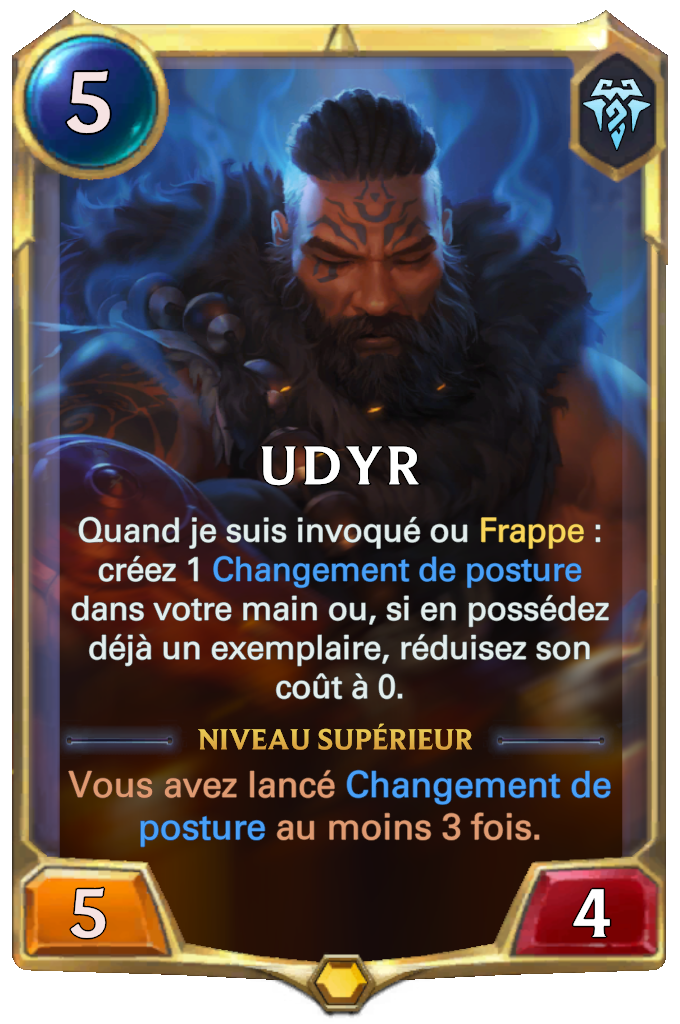 5
UDYR
Quand je suis invoqué ou Frappe :
créez 1 Changement de posture
dans votre main ou, si en possédez
déjà un exemplaire, réduisez son
coût à 0.
NIVEAU SUPÉRIEUR
Vous avez lancé Changement de
posture au moins 3 fois.
5
4